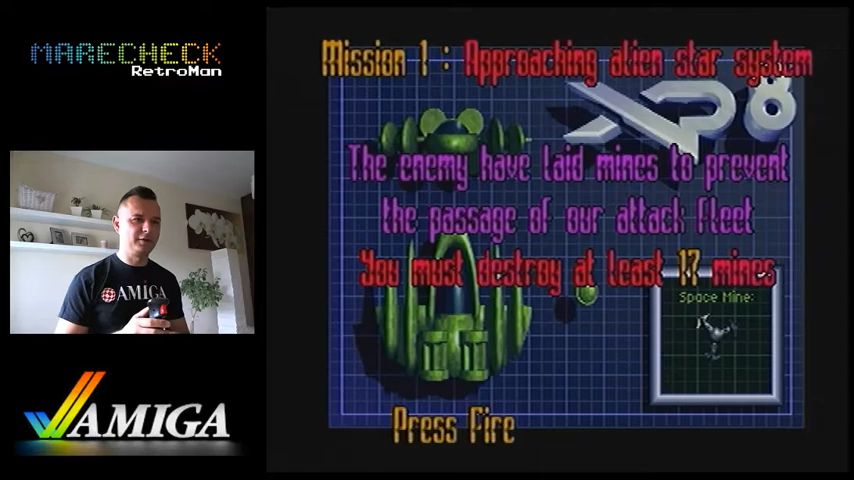 MARECHECK
RetroMan
Mission 1 : Approaching alien star system
XP8
The enemy have laid mines to prevent
the passage of our attack fleet
You must destroy at least 17 mines
Space Mine:
AMIGA
AMIGA
Press Fire